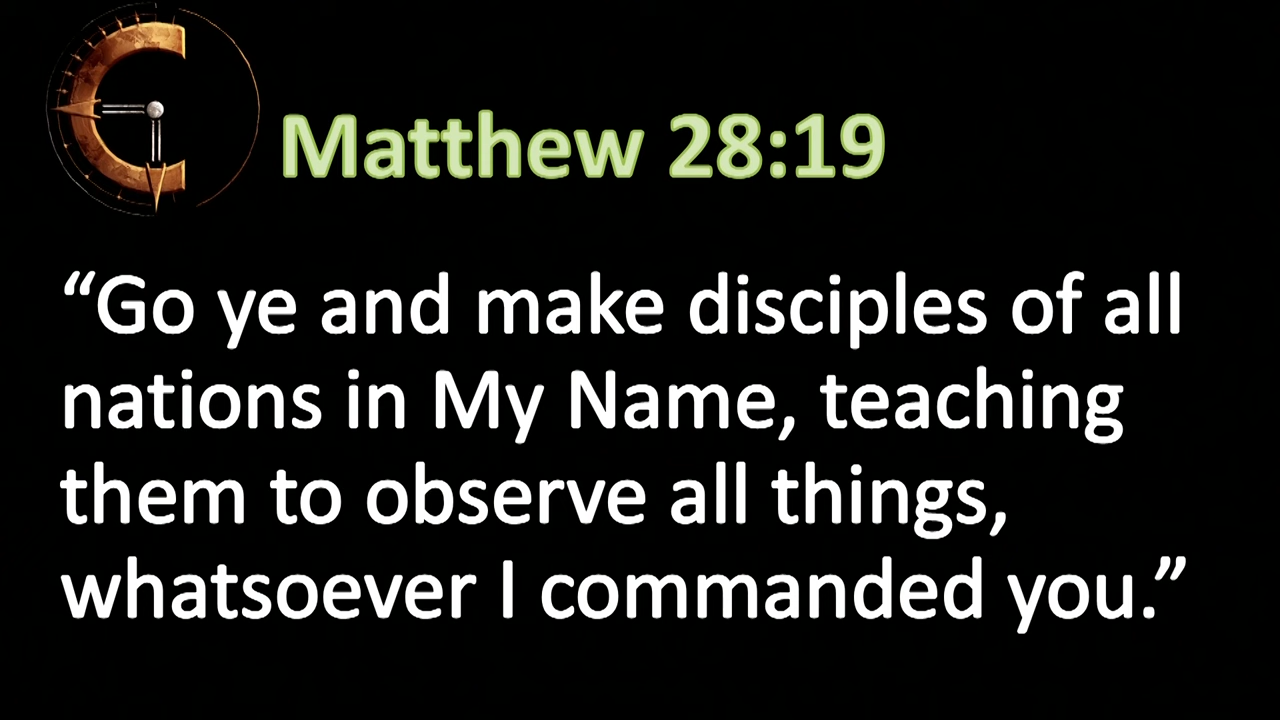 Matthew 28:19
“Go ye and make disciples of all
nations in My Name, teaching
them to observe all things,
whatsoever I commanded you.”